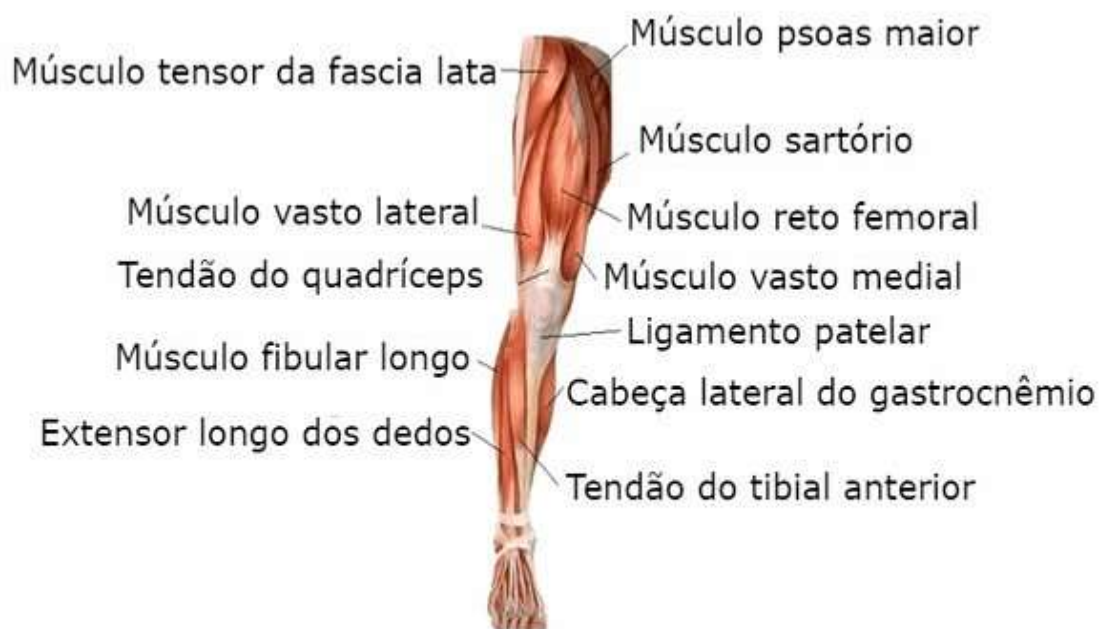 Músculo psoas maior
Músculo tensor da fascia lata
Músculo sartório
Músculo vasto lateral
Músculo reto femoral
Tendão do quadríceps
Músculo vasto medial
Ligamento patelar
Músculo fibular longo
Cabeça lateral do gastrocnêmio
Extensor longo dos dedos
Tendão do tibial anterior